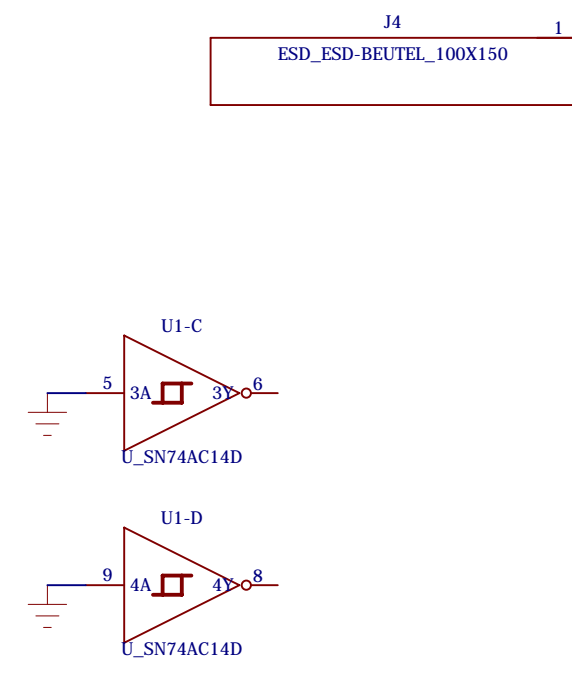 J4
1
ESD_ESD-BEUTEL_100X150
U1-C
5
3A
3Y
6
U_SN74AC14D
U1-D
9
4A
4Y
8
U_SN74AC14D